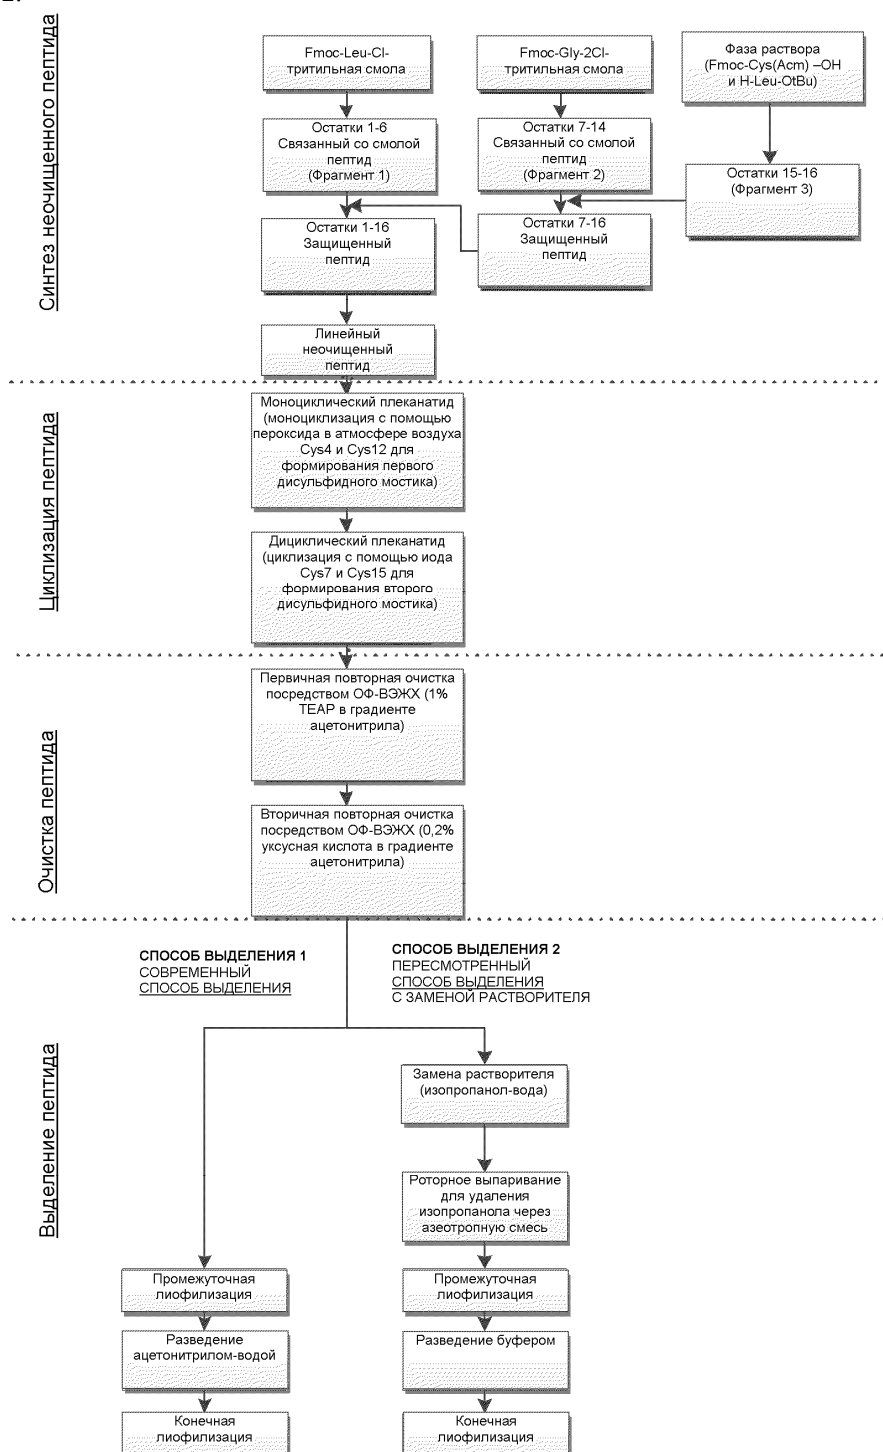 Синтез неочищенного пептида
Fmoc-Leu-Cl-
тритильная смола
Fmoc-Gly-2Cl-
тритильная смола
Фаза раствора
(Fmoc-Cys(Acm) –OH
и H-Leu-OtBu)
Остатки 1-6
Связанный со смолой
пептид
(Фрагмент 1)
Остатки 7-14
Связанный со смолой
пептид
(Фрагмент 2)
Остатки 15-16
(Фрагмент 3)
Остатки 1-16
Защищенный
пептид
Остатки 7-16
Защищенный
пептид
Линейный
неочищенный
пептид
Циклизация пептида
Моноциклический плеканатид
(моноциклизация с помощью
пероксида в атмосфере воздуха
Cys4 и Cys12 для
формирования первого
дисульфидного мостика)
Дициклический плеканатид
(циклизация с помощью иода
Cys7 и Cys15 для
формирования второго
дисульфидного мостика)
Очистка пептида
Первичная повторная очистка
посредством ОФ-ВЭЖХ (1%
TEAP в градиенте
ацетонитрила)
Вторичная повторная очистка
посредством ОФ-ВЭЖХ (0,2%
уксусная кислота в градиенте
ацетонитрила)
Выделение пептида
СПОСОБ ВЫДЕЛЕНИЯ 1
СОВРЕМЕННЫЙ
СПОСОБ ВЫДЕЛЕНИЯ
СПОСОБ ВЫДЕЛЕНИЯ 2
ПЕРЕСМОТРЕННЫЙ
СПОСОБ ВЫДЕЛЕНИЯ
С ЗАМЕНОЙ РАСТВОРИТЕЛЯ
Замена растворителя
(изопропанол-вода)
Роторное выпаривание
для удаления
изопропанола через
азеотропную смесь
Промежуточная
лиофилизация
Промежуточная
лиофилизация
Разведение
ацетонитрилом-водой
Разведение буфером
Конечная
лиофилизация
Конечная
лиофилизация